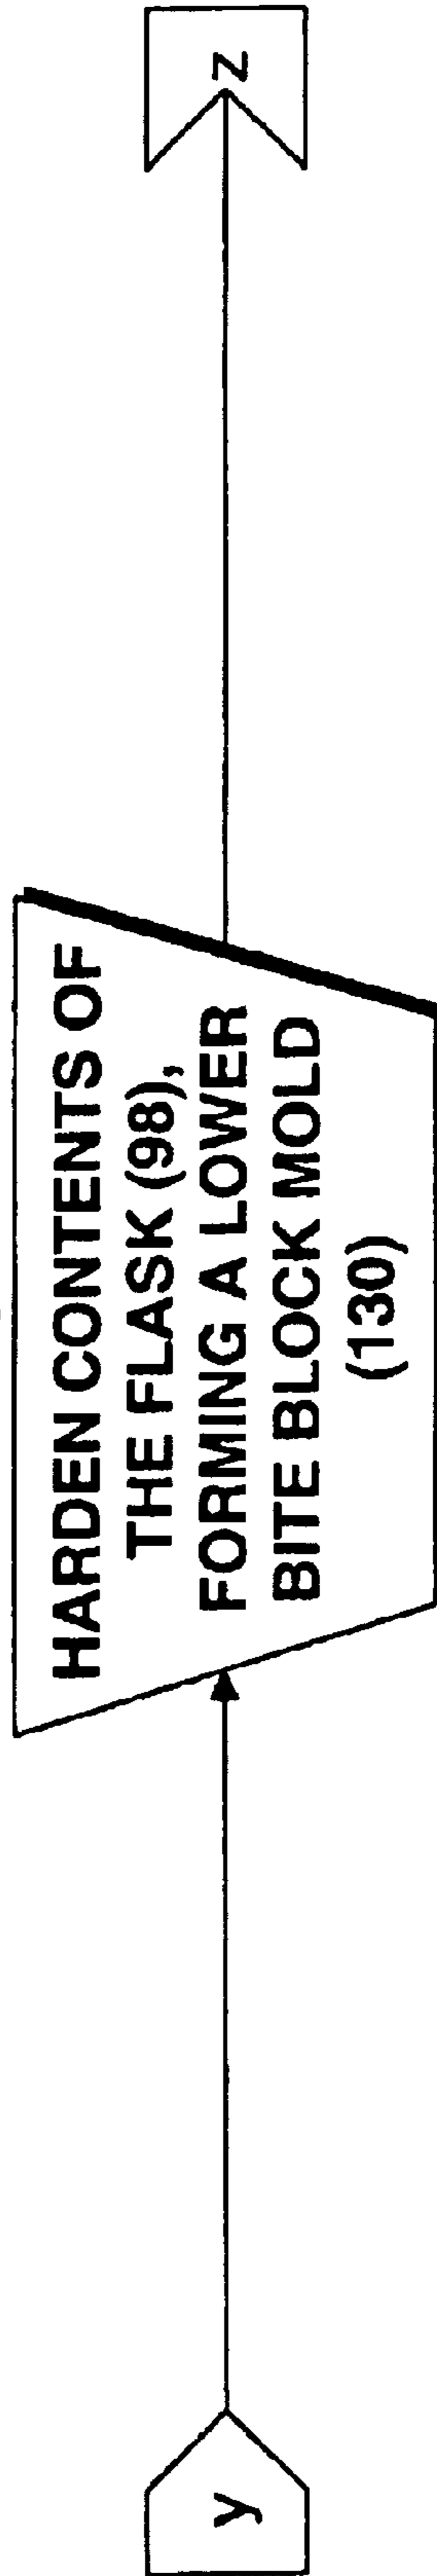 y
HARDEN CONTENTS OF
THE FLASK (98),
FORMING A LOWER
BITE BLOCK MOLD
(130)
z